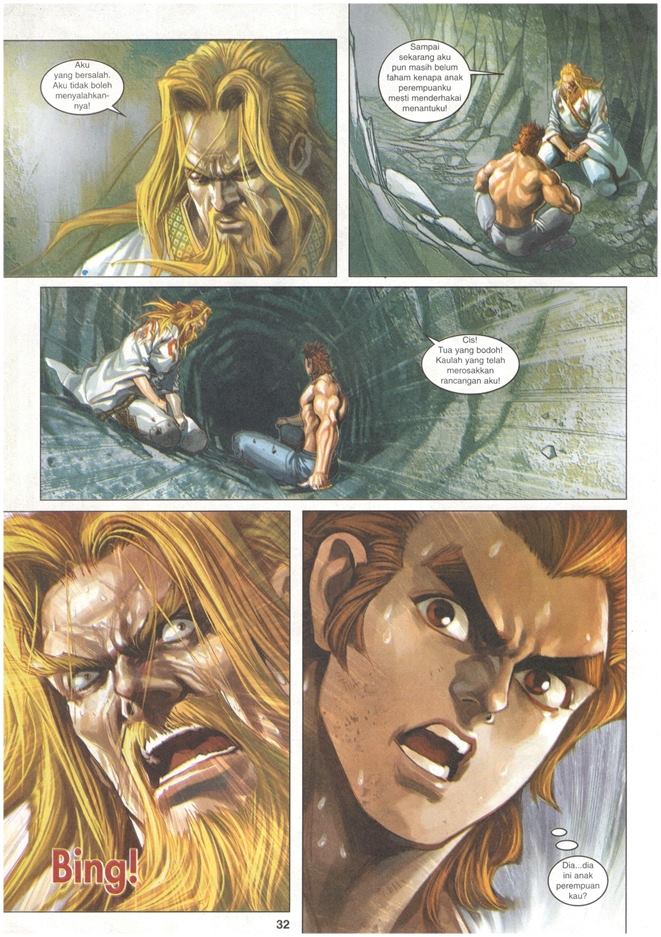 Aku
yang bersalah.
Aku tidak boleh
menyalahkan-
nya!
Sampai
sekarang aku
pun masih belum
faham kenapa anak
perempuanku
mesti menderhakai
menantuku!
Cis!
Tua yang bodoh!
Kaulah yang telah
merosakkan
rancangan aku!
Bing!
Dia...dia
ini anak
perempuan
kau?
32